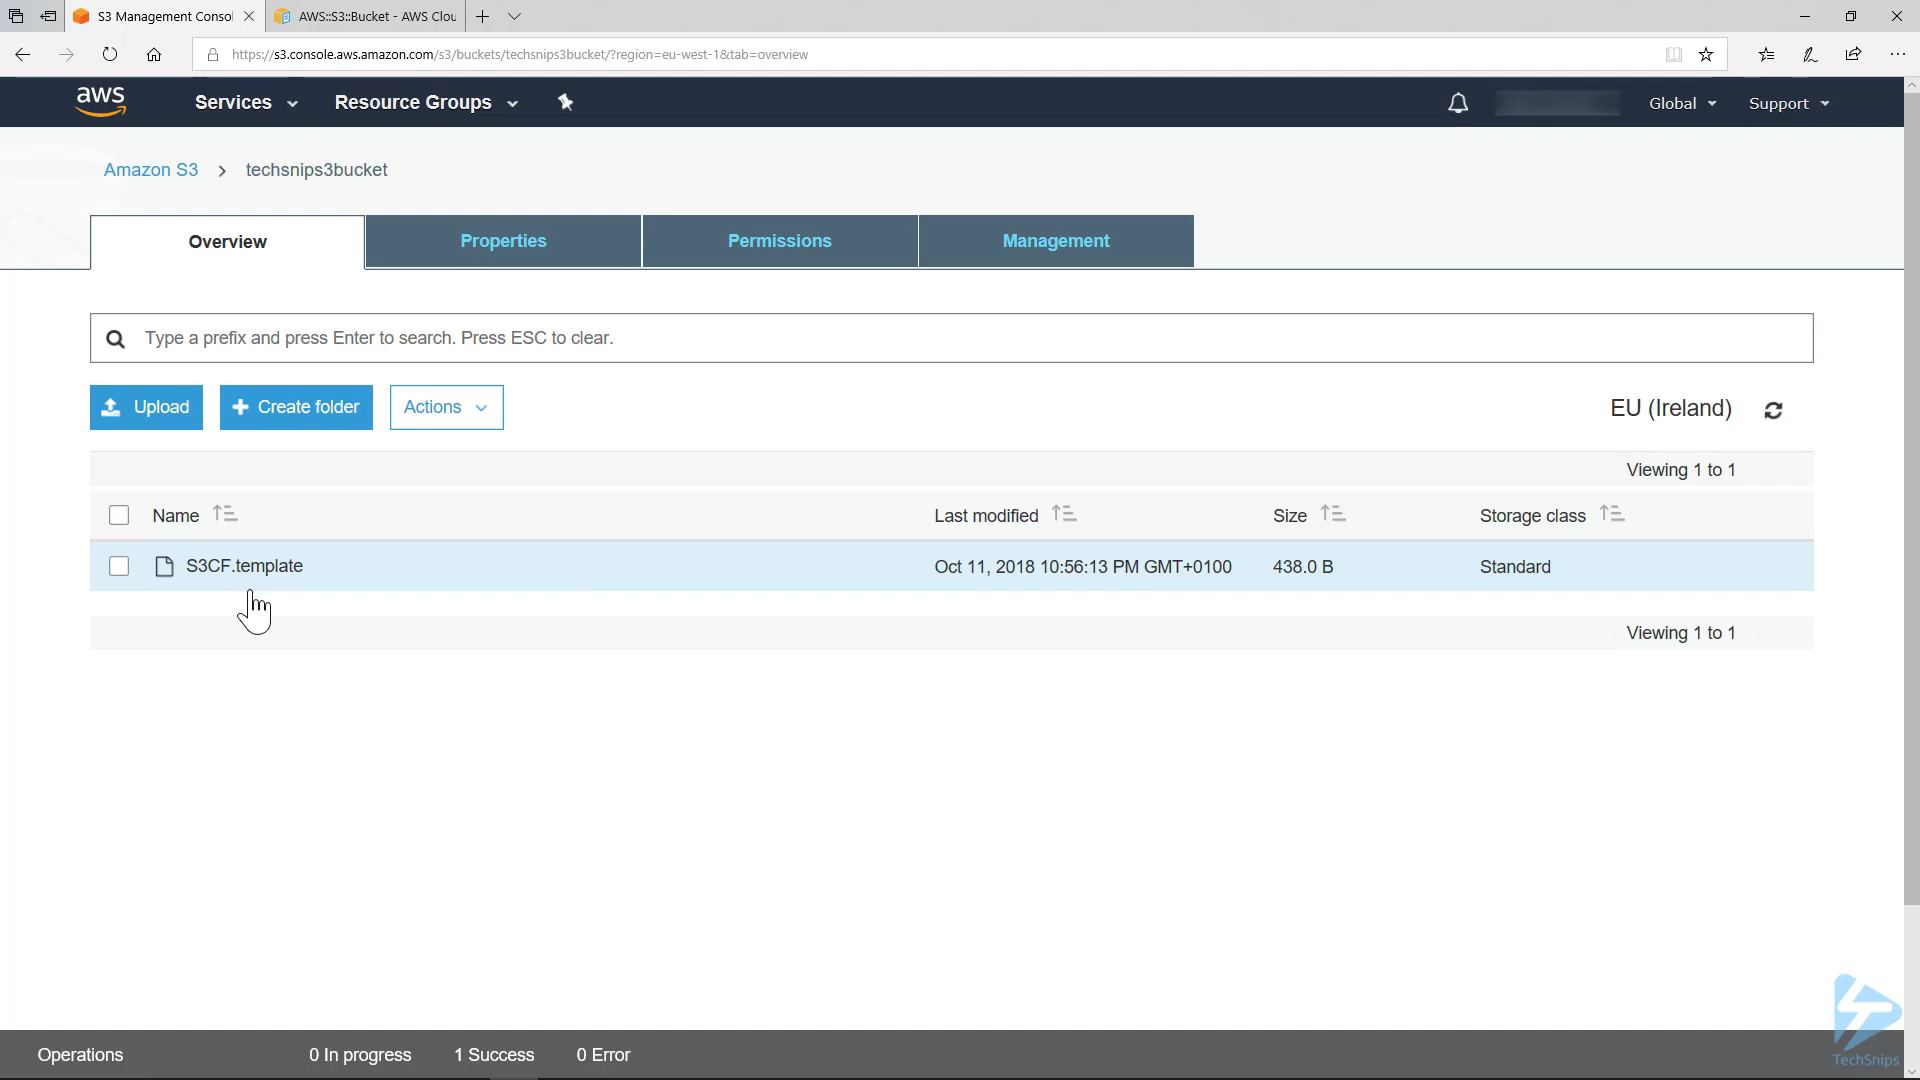 S3 Management Consol
AWS::S3::Bucket - AWS Clou
https://s3.console.aws.amazon.com/s3/buckets/techsnips3bucket/?region=eu-west-1&tab=overview
aws
Services
Resource Groups
Global
Support
Amazon S3 > techsnips3bucket
Overview
Properties
Permissions
Management
Type a prefix and press Enter to search. Press ESC to clear.
Upload
+ Create folder
Actions
EU (Ireland)
Viewing 1 to 1
Name
Last modified
Size
Storage class
S3CF.template
Oct 11, 2018 10:56:13 PM GMT+0100
438.0 B
Standard
Viewing 1 to 1
Operations
0 In progress
1 Success
0 Error
TechSnips